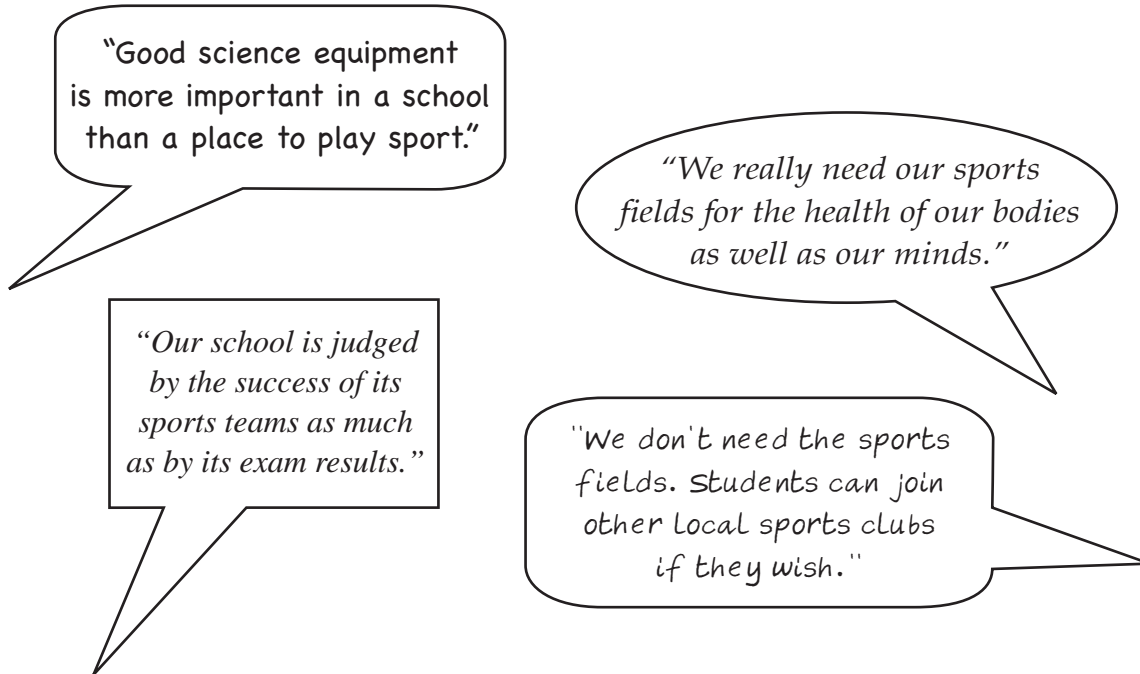 “Good science equipment
is more important in a school
than a place to play sport.”
“We really need our sports
fields for the health of our bodies
as well as our minds.”
“Our school is judged
by the success of its
sports teams as much
as by its exam results.”
"We don't need the sports
fields. Students can join
other local sports clubs
if they wish."